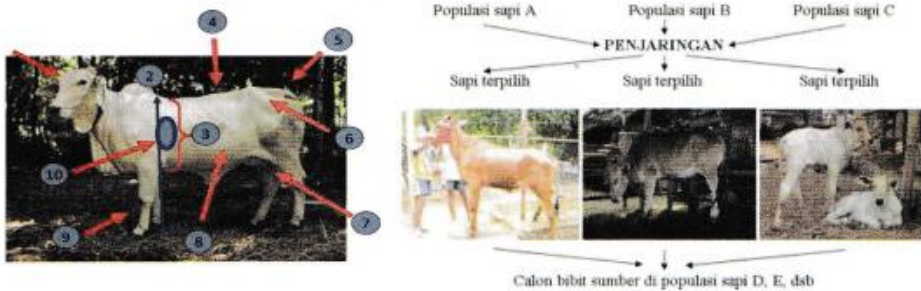 4
5
2
3
6
10
7
9
8
Populasi sapi A
Populasi sapi B
Populasi sapi C
PENJARINGAN
Sapi terpilih
Sapi terpilih
Sapi terpilih
Calon bibit sumber di populasi sapi D, E, dsb